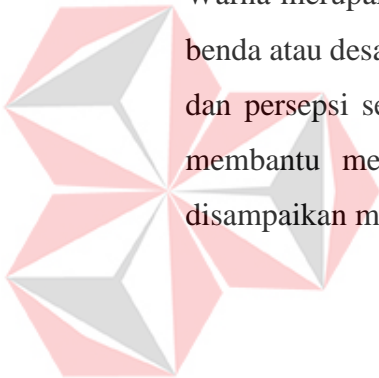 Warna merupa
benda atau desa
dan persepsi se
membantu me
disampaikan m